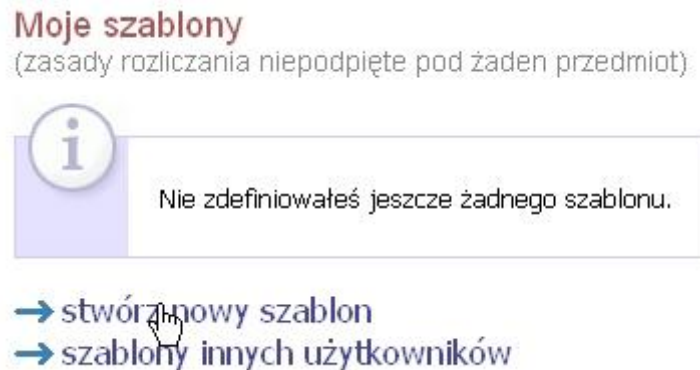 Moje szablony
(zasady rozliczania niepodpięte pod żaden przedmiot)
i
Nie zdefiniowałeś jeszcze żadnego szablonu.
→ stwórz nowy szablon
→ szablony innych użytkowników